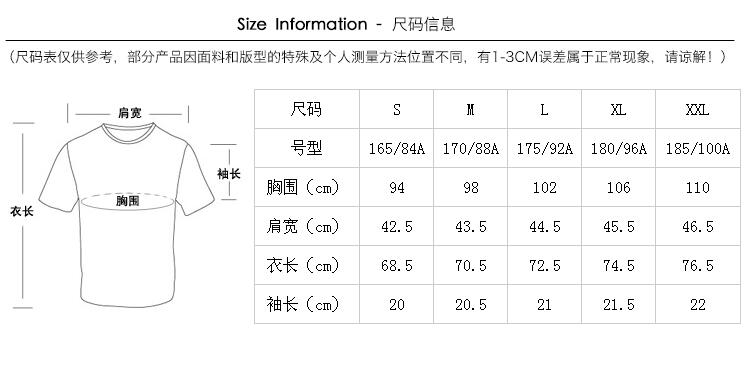 Size Information - 尺码信息
（尺码表仅供参考，部分产品因面料和版型的特殊及个人测量方法位置不同，有1-3CM误差属于正常现象，请谅解！）
肩宽
袖长
胸围
衣长
尺码 S M L XL XXL
号型 165/84A 170/88A 175/92A 180/96A 185/100A
胸围（cm） 94 98 102 106 110
肩宽（cm） 42.5 43.5 44.5 45.5 46.5
衣长（cm） 68.5 70.5 72.5 74.5 76.5
袖长（cm） 20 20.5 21 21.5 22